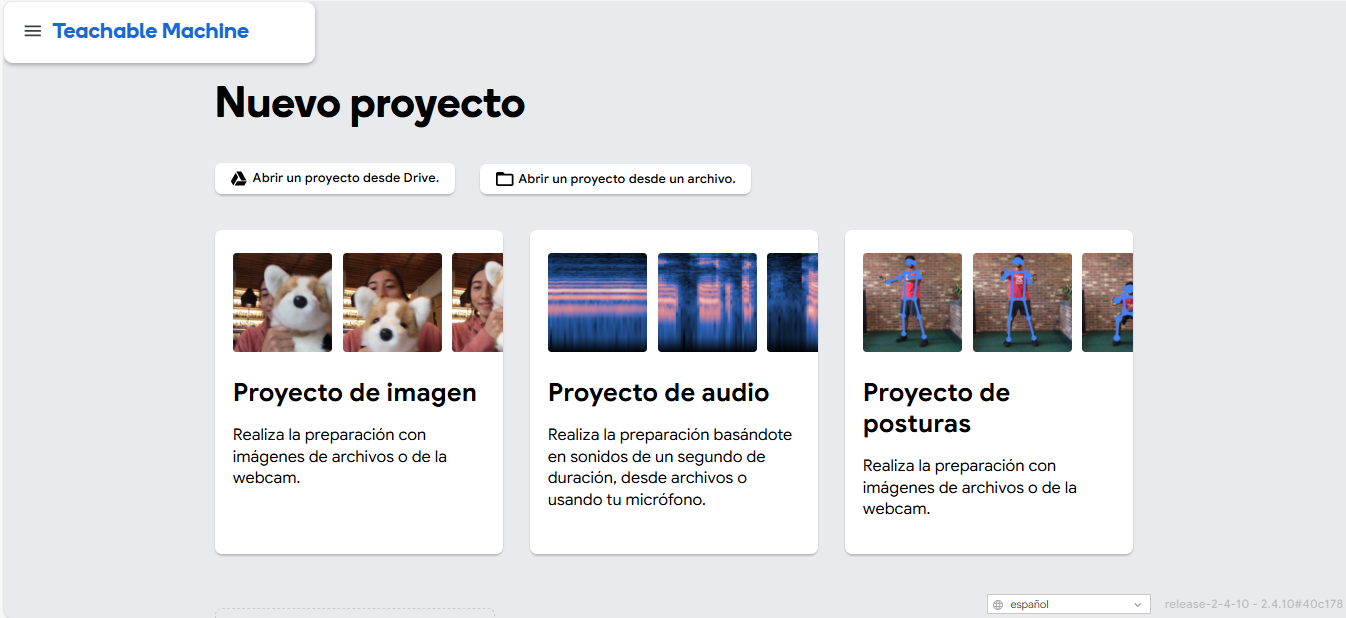 Teachable Machine
Nuevo proyecto
Abrir un proyecto desde Drive.
Abrir un proyecto desde un archivo.
Proyecto de imagen
Realiza la preparación con
imágenes de archivos o de la
webcam.
Proyecto de audio
Realiza la preparación basándote
en sonidos de un segundo de
duración, desde archivos o
usando tu micrófono.
Proyecto de
posturas
Realiza la preparación con
imágenes de archivos o de la
webcam.
español
release-2-4-10 - 2.4.10#40c178